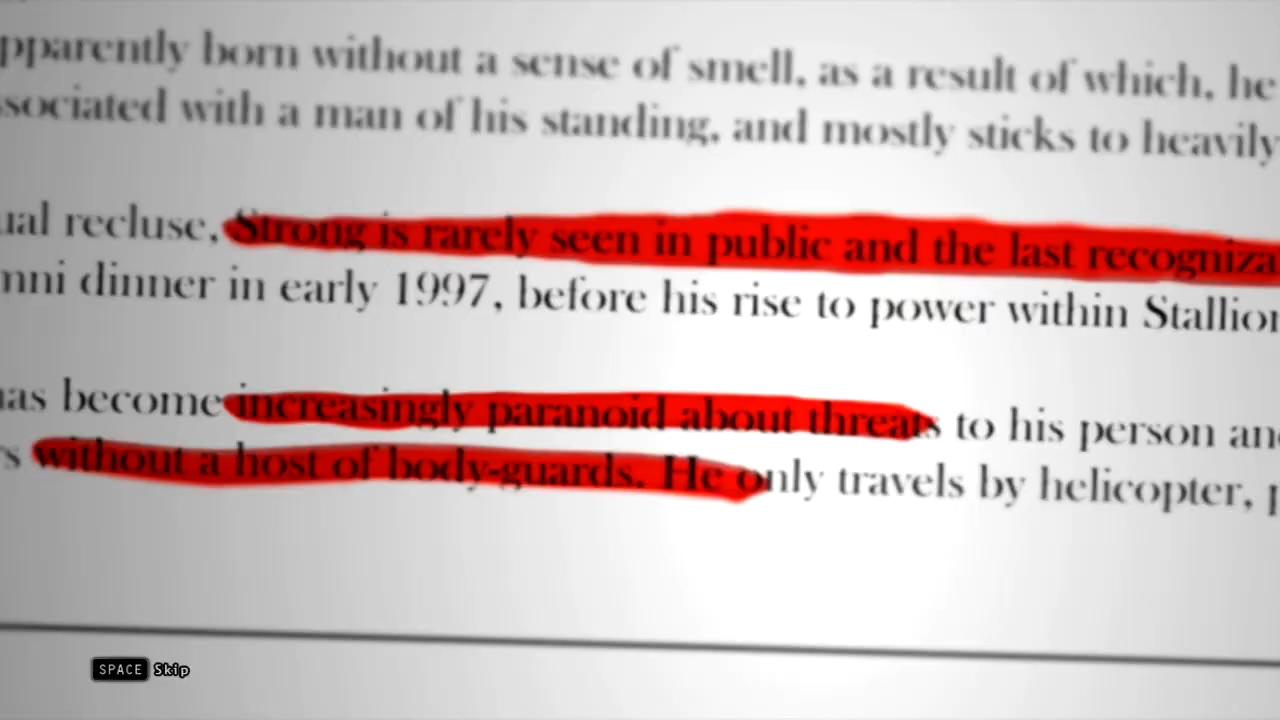 pparently born without a sense of smell, as a result of which, he
ssociated with a man of his standing, and mostly sticks to heavily
ual recluse, Strong is rarely seen in public and the last recogniza
mni dinner in early 1997, before his rise to power within Stallion
has become increasingly paranoid about threats to his person and
s without a host of body-guards. He only travels by helicopter, p
SPACE Skip